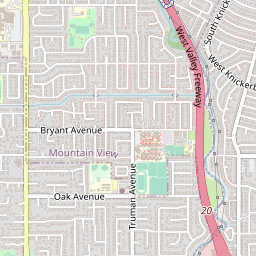 South Knick
West Valley Freeway
West Knickerb
Bryant Avenue
Mountain View
Truman Avenue
Oak Avenue
20